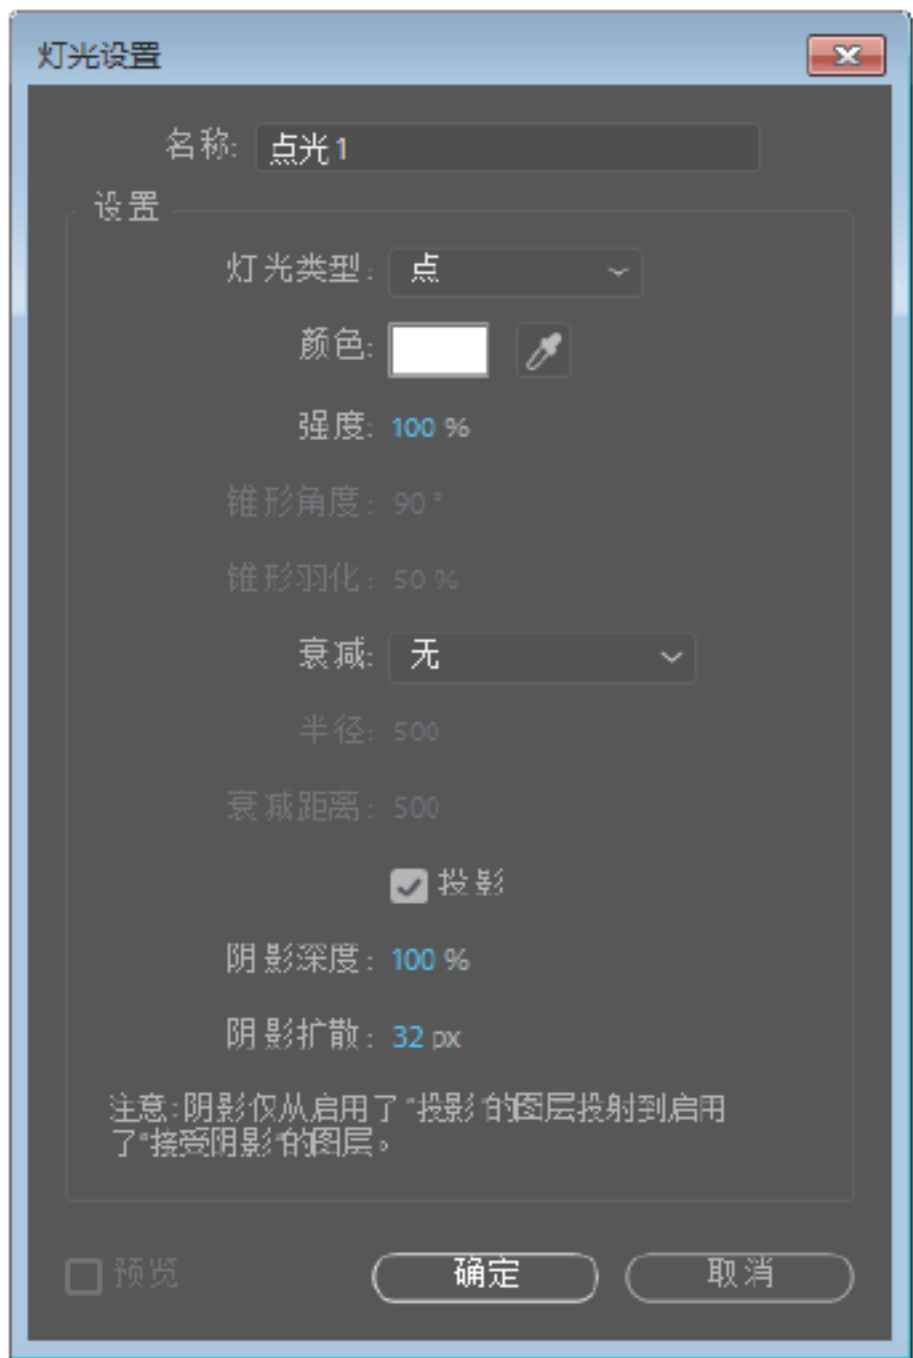 灯光设置
名称: 点光1
设置
灯光类型: 点
颜色:
强度: 100 %
锥形角度: 90 °
锥形羽化: 50 %
衰减: 无
半径: 500
衰减距离: 500
投影
阴影深度: 100 %
阴影扩散: 32 px
注意:阴影仅从启用了"投影"的图层投射到启用
了"接受阴影"的图层。
预览 确定 取消